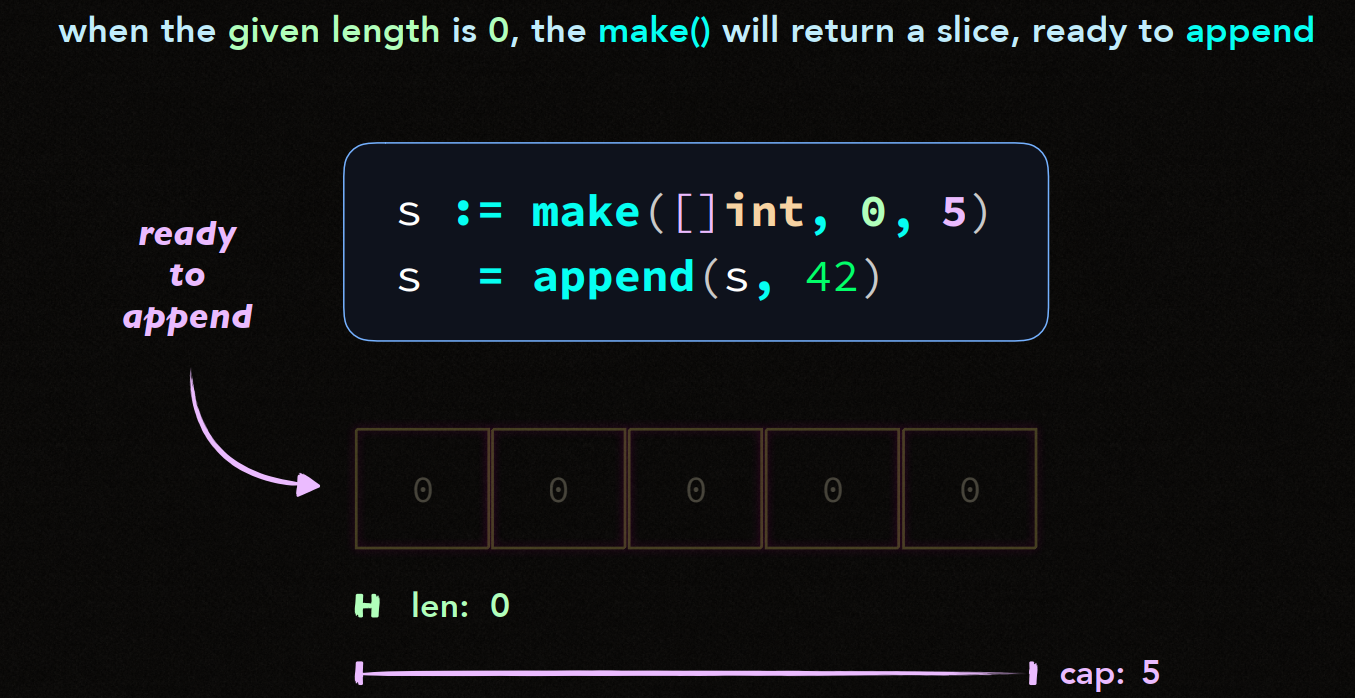 when the given length is 0, the make() will return a slice, ready to append
s := make([]int, 0, 5)
s  = append(s, 42)
ready
to
append
0 0 0 0 0
len: 0
cap: 5